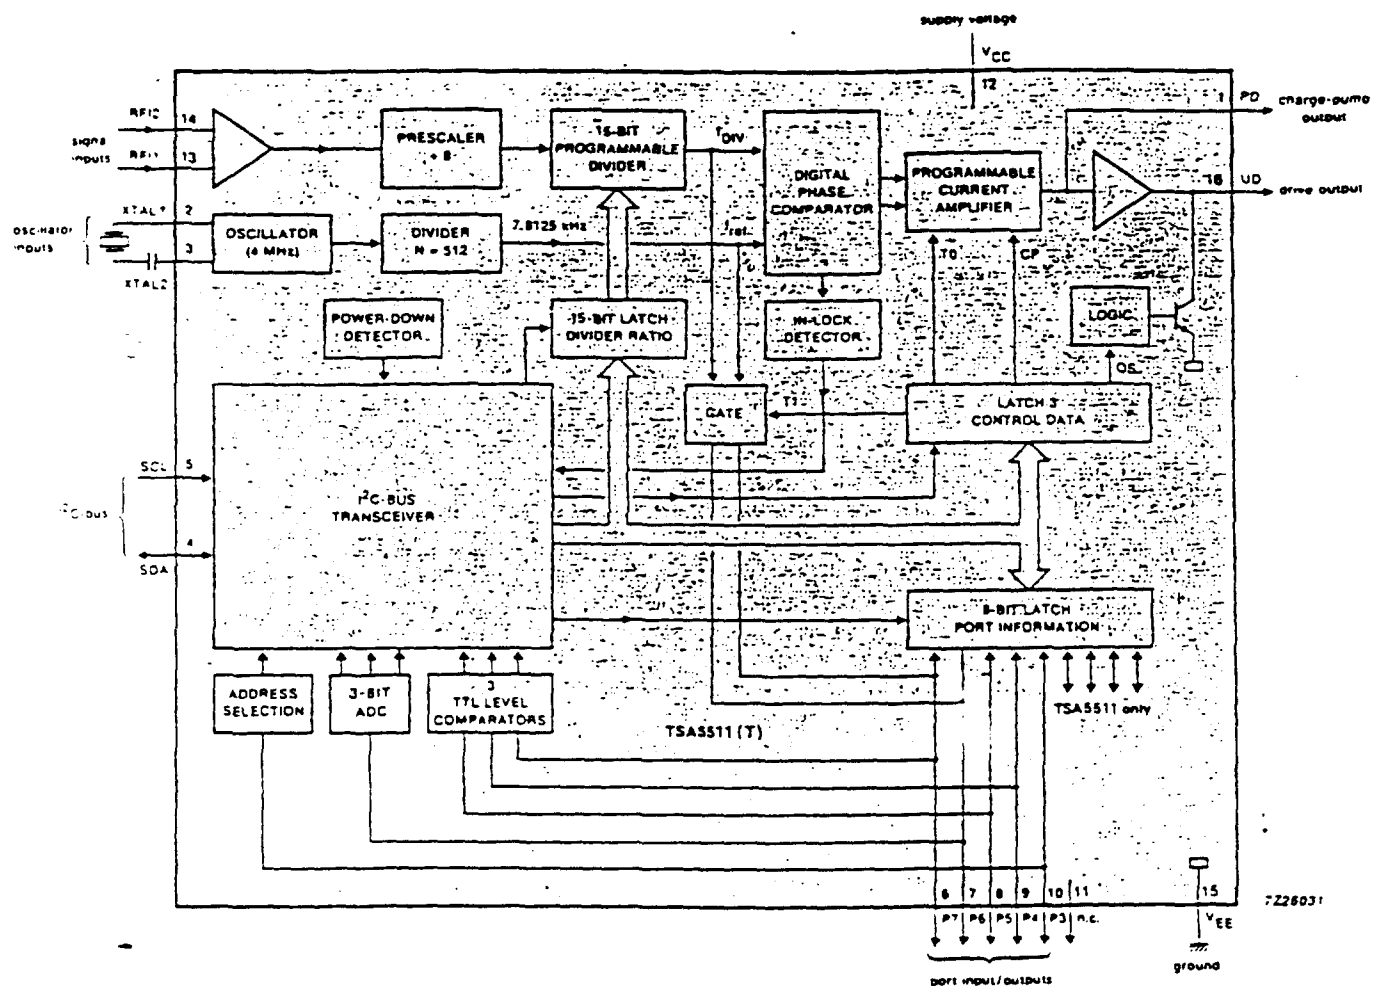 supply voltage
VCC
12
RFI2
14
signal
inputs
RFI1
13
PRESCALER
÷ 8
15-BIT
PROGRAMMABLE
DIVIDER
fDIV
DIGITAL
PHASE
COMPARATOR
PROGRAMMABLE
CURRENT
AMPLIFIER
1
PD
charge-pump
output
16
UD
drive output
XTAL1
2
oscillator
inputs
3
XTAL2
OSCILLATOR
(4 MHz)
DIVIDER
N = 512
7.8125 kHz
fref
T0
CP
POWER-DOWN
DETECTOR
15-BIT LATCH
DIVIDER RATIO
IN-LOCK
DETECTOR
LOGIC
OS
GATE
T1
LATCH 3
CONTROL DATA
SCL
5
I²C-bus
4
SDA
I²C-BUS
TRANSCEIVER
8-BIT LATCH
PORT INFORMATION
ADDRESS
SELECTION
3-BIT
ADC
3
TTL LEVEL
COMPARATORS
TSA5511 only
TSA5511 (T)
6 7 8 9 10 11
P7 P6 P5 P4 P3 n.c.
15
VEE
7Z26031
port input/outputs
ground